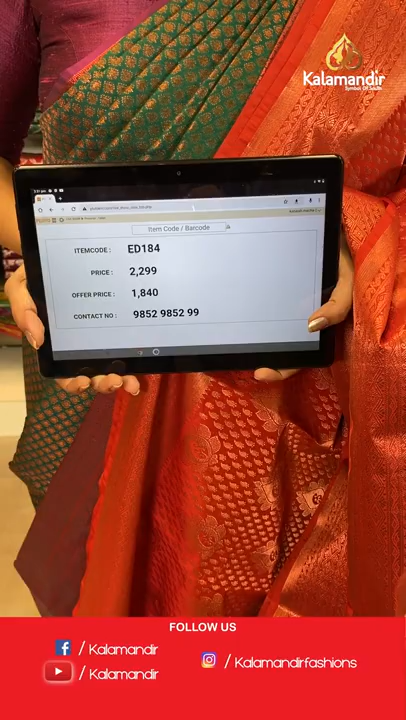 Kalamandir
Symbol Of South
Item Code / Barcode
ITEMCODE : ED184
PRICE : 2,299
OFFER PRICE : 1,840
CONTACT NO : 9852 9852 99
FOLLOW US
/ Kalamandir
/ Kalamandir
/ Kalamandirfashions